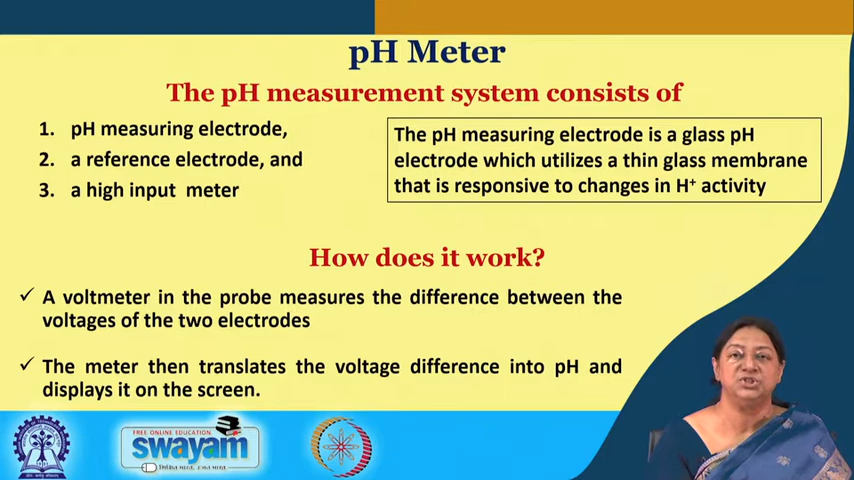 pH Meter
The pH measurement system consists of
1. pH measuring electrode,
2. a reference electrode, and
3. a high input meter
The pH measuring electrode is a glass pH
electrode which utilizes a thin glass membrane
that is responsive to changes in H⁺ activity
How does it work?
✓ A voltmeter in the probe measures the difference between the
voltages of the two electrodes
✓ The meter then translates the voltage difference into pH and
displays it on the screen.
FREE ONLINE EDUCATION
swayam